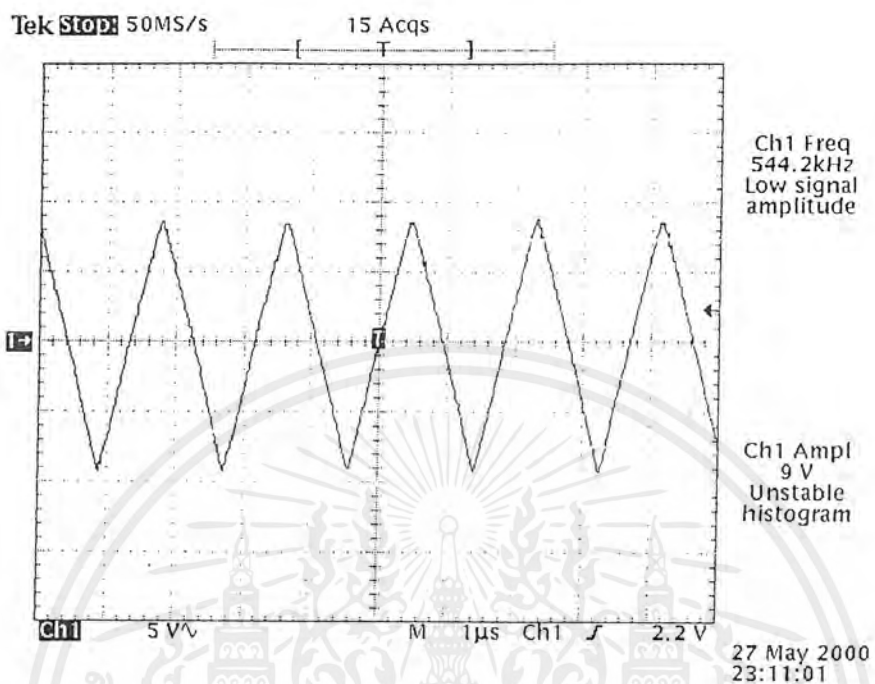 Tek Stop: 50MS/s 15 Acqs
Ch1 Freq
544.2kHz
Low signal
amplitude
1→
T
Ch1 Ampl
9 V
Unstable
histogram
Ch1 5 V∿ M 1µs Ch1 ƒ 2.2 V
27 May 2000
23:11:01